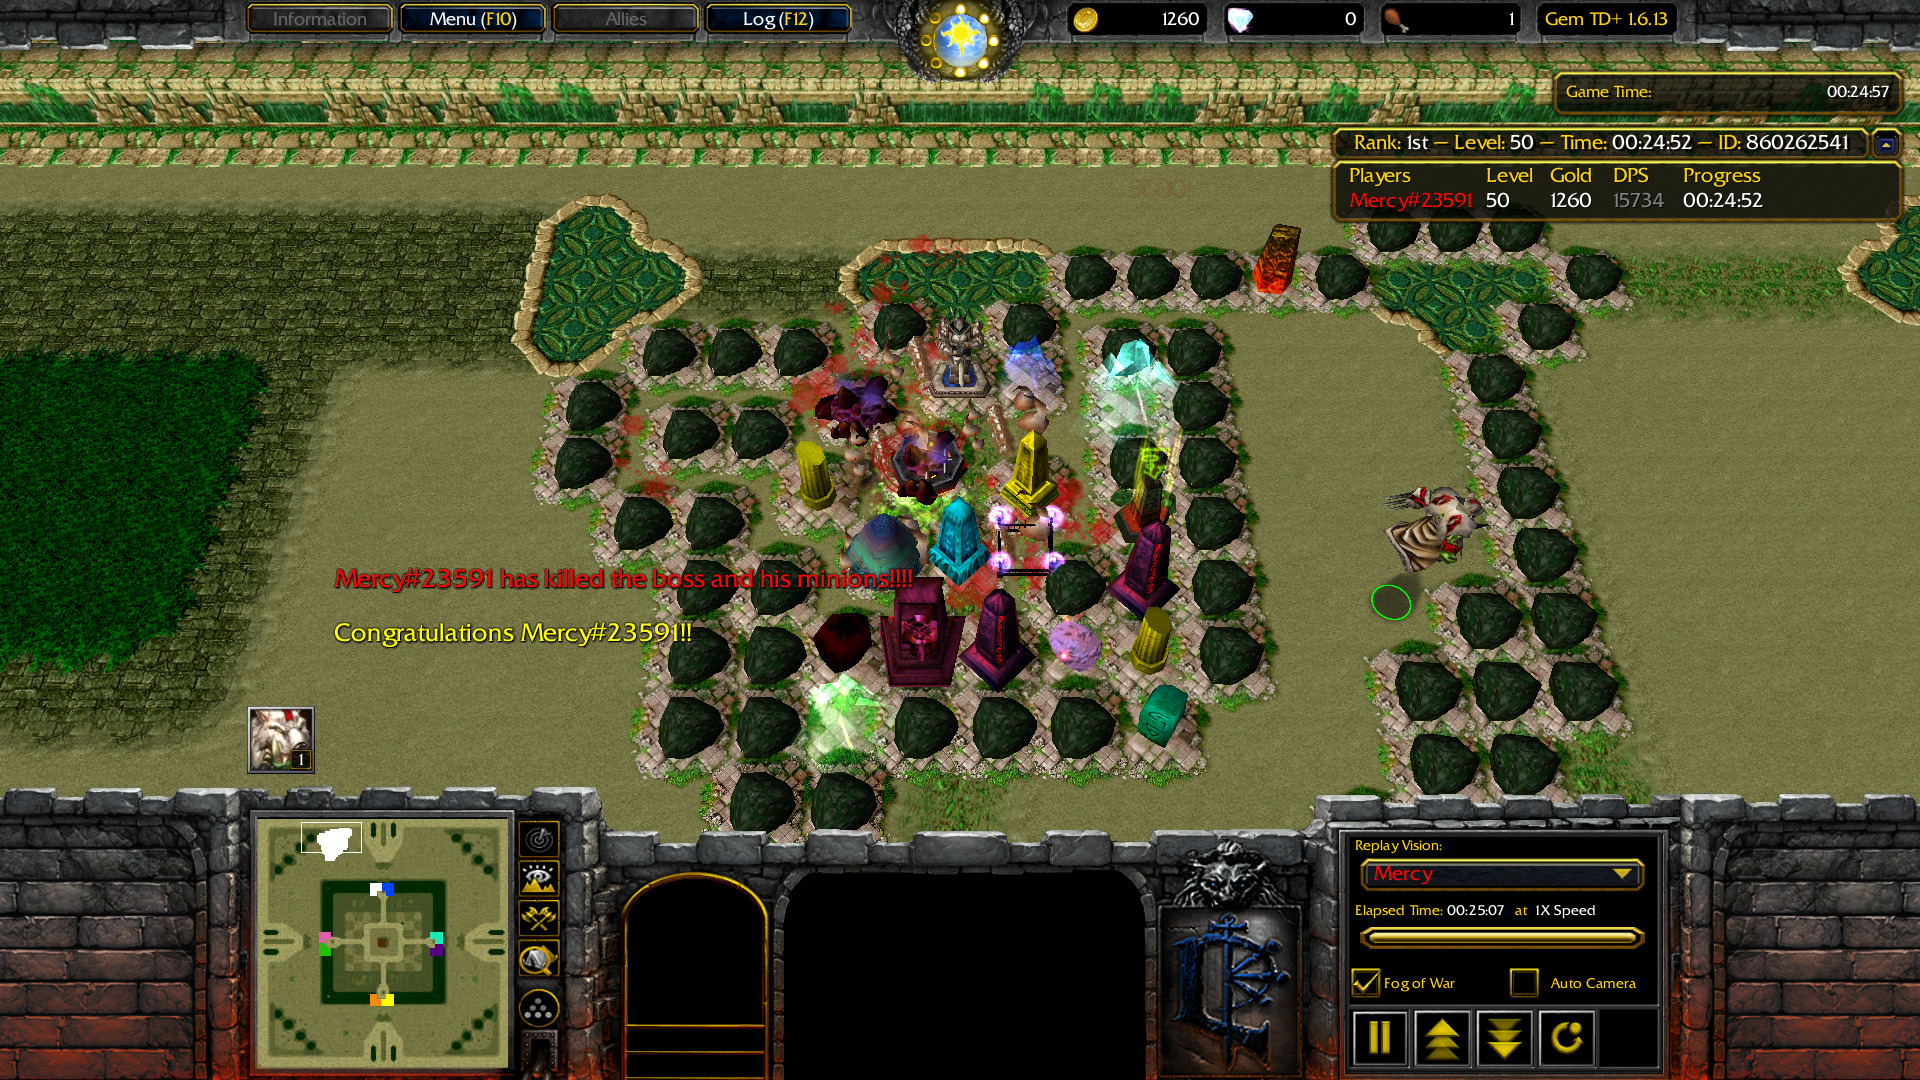 Information Menu (F10) Allies Log (F12) 1260 0 1 Gem TD+ 1.6.13
Game Time: 00:24:57
Rank: 1st – Level: 50 – Time: 00:24:52 – ID: 860262541
Players Level Gold DPS Progress
Mercy#23591 50 1260 15734 00:24:52
Mercy#23591 has killed the boss and his minions!!!!
Congratulations Mercy#23591!!
1
Replay Vision:
Mercy
Elapsed Time: 00:25:07 at 1X Speed
Fog of War Auto Camera